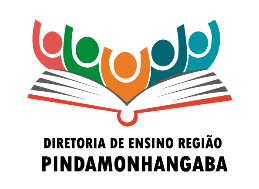 DIRETORIA DE ENSINO REGIÃO
PINDAMONHANGABA